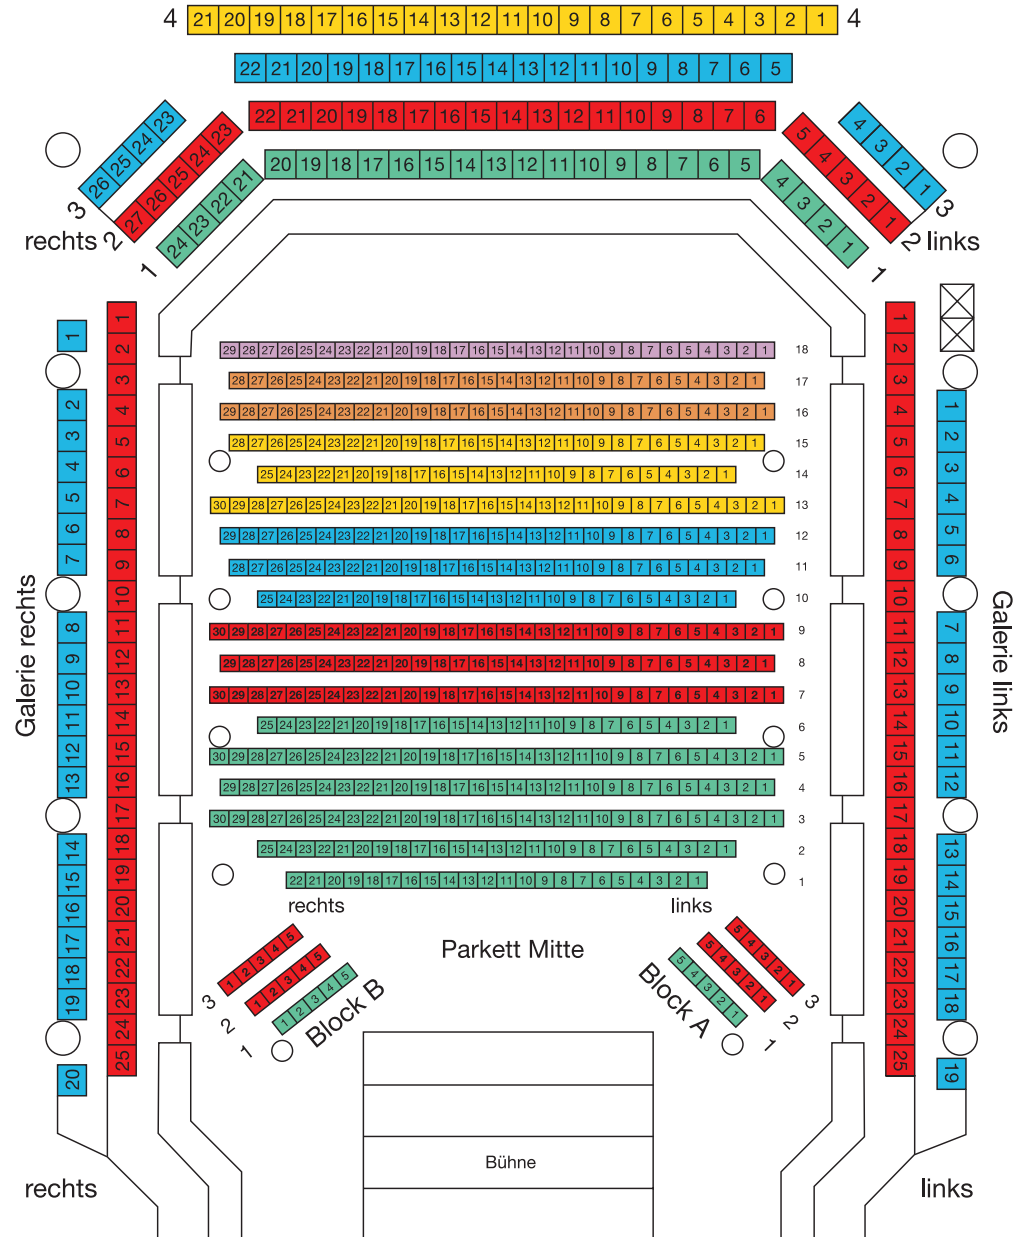 4 21 20 19 18 17 16 15 14 13 12 11 10 9 8 7 6 5 4 3 2 1 4
22 21 20 19 18 17 16 15 14 13 12 11 10 9 8 7 6 5
22 21 20 19 18 17 16 15 14 13 12 11 10 9 8 7 6
20 19 18 17 16 15 14 13 12 11 10 9 8 7 6 5
26 25 24 23
27 26 25 24 23
24 23 22 21
4 3 2 1
5 4 3 2 1
4 3 2 1
3
rechts 2
1
3
2 links
1
1 2 3 4 5 6 7 8 9 10 11 12 13 14 15 16 17 18 19 20
1 2 3 4 5 6 7 8 9 10 11 12 13 14 15 16 17 18 19 20 21 22 23 24 25
Galerie rechts
29 28 27 26 25 24 23 22 21 20 19 18 17 16 15 14 13 12 11 10 9 8 7 6 5 4 3 2 1 18
28 27 26 25 24 23 22 21 20 19 18 17 16 15 14 13 12 11 10 9 8 7 6 5 4 3 2 1 17
29 28 27 26 25 24 23 22 21 20 19 18 17 16 15 14 13 12 11 10 9 8 7 6 5 4 3 2 1 16
28 27 26 25 24 23 22 21 20 19 18 17 16 15 14 13 12 11 10 9 8 7 6 5 4 3 2 1 15
25 24 23 22 21 20 19 18 17 16 15 14 13 12 11 10 9 8 7 6 5 4 3 2 1 14
30 29 28 27 26 25 24 23 22 21 20 19 18 17 16 15 14 13 12 11 10 9 8 7 6 5 4 3 2 1 13
29 28 27 26 25 24 23 22 21 20 19 18 17 16 15 14 13 12 11 10 9 8 7 6 5 4 3 2 1 12
28 27 26 25 24 23 22 21 20 19 18 17 16 15 14 13 12 11 10 9 8 7 6 5 4 3 2 1 11
25 24 23 22 21 20 19 18 17 16 15 14 13 12 11 10 9 8 7 6 5 4 3 2 1 10
30 29 28 27 26 25 24 23 22 21 20 19 18 17 16 15 14 13 12 11 10 9 8 7 6 5 4 3 2 1 9
29 28 27 26 25 24 23 22 21 20 19 18 17 16 15 14 13 12 11 10 9 8 7 6 5 4 3 2 1 8
30 29 28 27 26 25 24 23 22 21 20 19 18 17 16 15 14 13 12 11 10 9 8 7 6 5 4 3 2 1 7
25 24 23 22 21 20 19 18 17 16 15 14 13 12 11 10 9 8 7 6 5 4 3 2 1 6
30 29 28 27 26 25 24 23 22 21 20 19 18 17 16 15 14 13 12 11 10 9 8 7 6 5 4 3 2 1 5
29 28 27 26 25 24 23 22 21 20 19 18 17 16 15 14 13 12 11 10 9 8 7 6 5 4 3 2 1 4
30 29 28 27 26 25 24 23 22 21 20 19 18 17 16 15 14 13 12 11 10 9 8 7 6 5 4 3 2 1 3
25 24 23 22 21 20 19 18 17 16 15 14 13 12 11 10 9 8 7 6 5 4 3 2 1 2
22 21 20 19 18 17 16 15 14 13 12 11 10 9 8 7 6 5 4 3 2 1 1
1 2 3 4 5 6 7 8 9 10 11 12 13 14 15 16 17 18 19 20 21 22 23 24 25
1 2 3 4 5 6 7 8 9 10 11 12 13 14 15 16 17 18 19
Galerie links
rechts
links
Parkett Mitte
1 2 3 4 5
1 2 3 4 5
1 2 3 4 5
3
2
1
Block B
5 4 3 2 1
5 4 3 2 1
5 4 3 2 1
3
2
1
Block A
Bühne
rechts
links